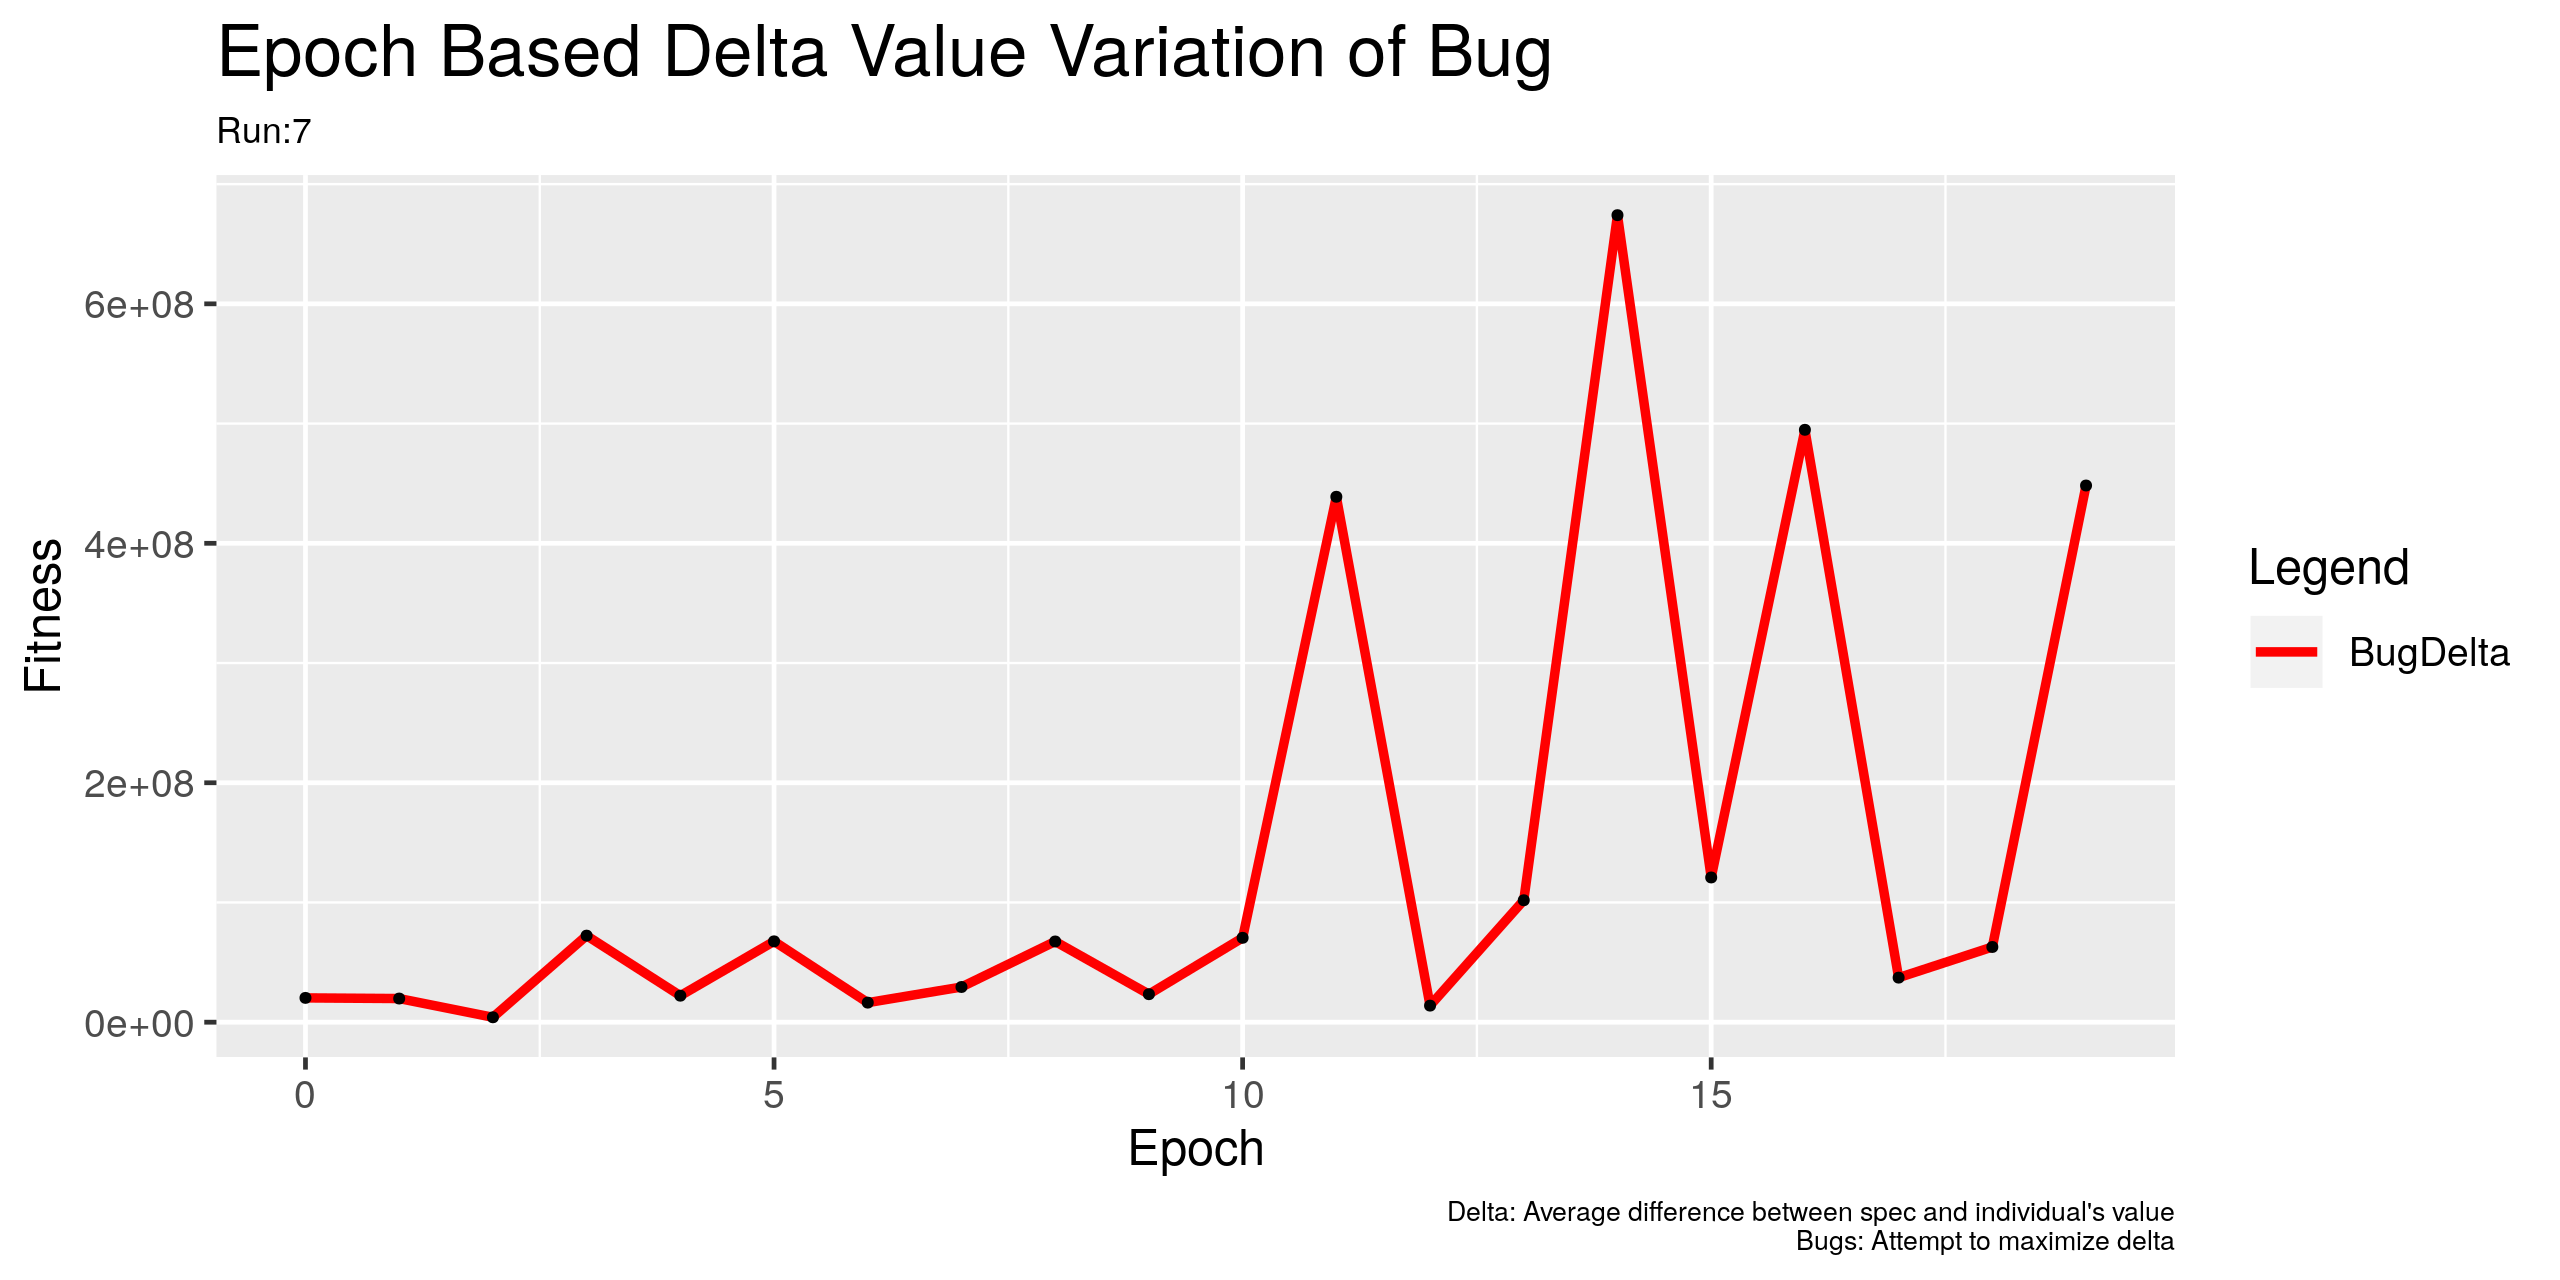 Epoch Based Delta Value Variation of Bug
Run:7
Fitness
6e+08
4e+08
2e+08
0e+00
0
5
10
15
Epoch
Legend
BugDelta
Delta: Average difference between spec and individual's value
Bugs: Attempt to maximize delta